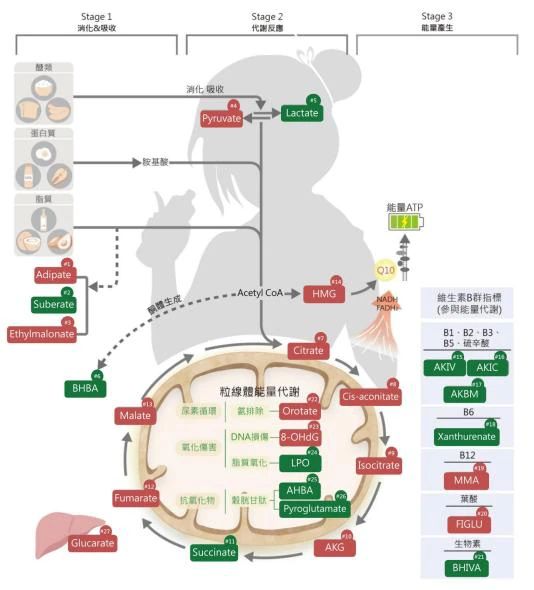 Stage 1
消化&吸收
Stage 2
代謝反應
Stage 3
能量產生
醣類
消化 吸收
#4
Pyruvate
#5
Lactate
蛋白質
胺基酸
脂質
#1
Adipate
#2
Suberate
#3
Ethylmalonate
酮體生成
Acetyl CoA
#14
HMG
能量ATP
Q10
NADH
FADH₂
#6
BHBA
#7
Citrate
#8
Cis-aconitate
#9
Isocitrate
#10
AKG
#11
Succinate
#12
Fumarate
#13
Malate
粒線體能量代謝
尿素循環
氨排除
#22
Orotate
氧化傷害
DNA損傷
#23
8-OHdG
脂質氧化
#24
LPO
抗氧化物
穀胱甘肽
#25
AHBA
#26
Pyroglutamate
#27
Glucarate
維生素B群指標
(參與能量代謝)
B1、B2、B3、
B5、硫辛酸
#15
AKIV
#16
AKIC
#17
AKBM
B6
#18
Xanthurenate
B12
#19
MMA
葉酸
#20
FIGLU
生物素
#21
BHIVA